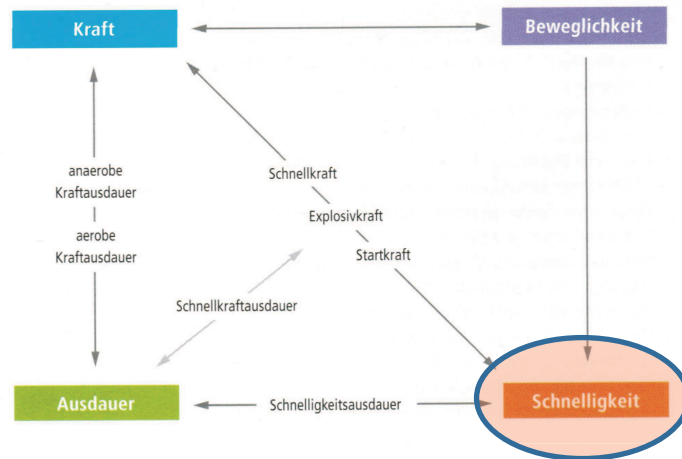 Kraft
Beweglichkeit
anaerobe
Kraftausdauer
aerobe
Kraftausdauer
Schnellkraft
Explosivkraft
Startkraft
Schnellkraftausdauer
Ausdauer
Schnelligkeitsausdauer
Schnelligkeit